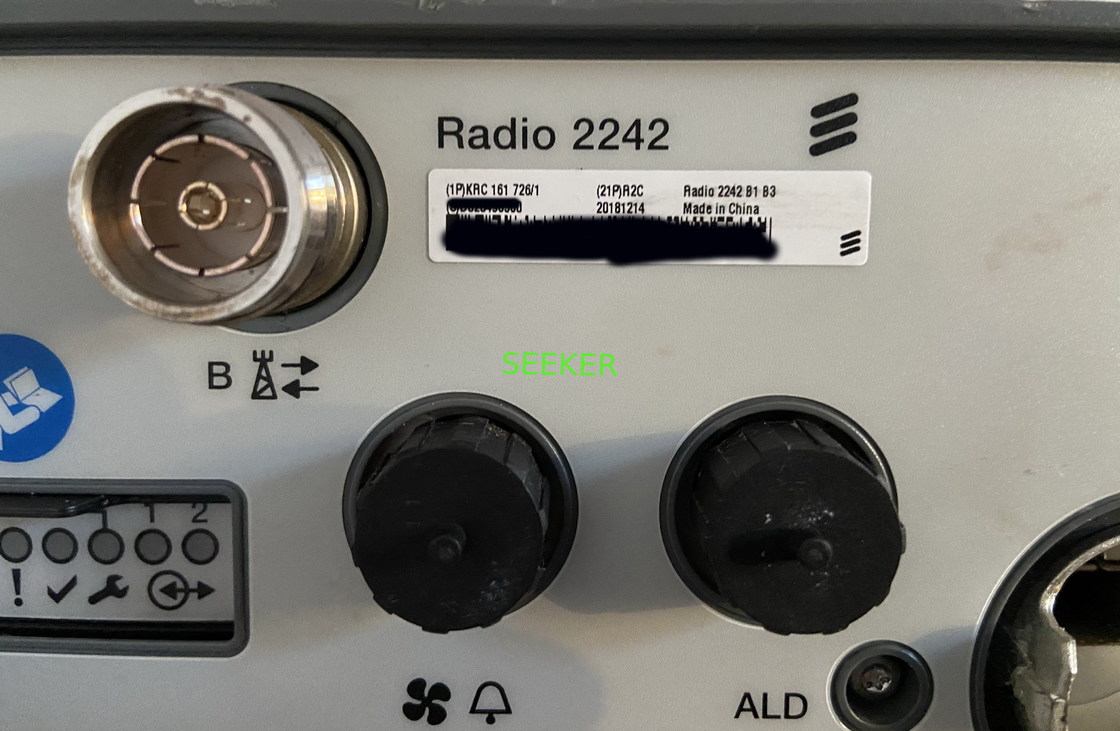 Radio 2242
(1P)KRC 161 726/1 (21P)R2C Radio 2242 B1 B3
20181214 Made in China
B
SEEKER
1 2
!
ALD